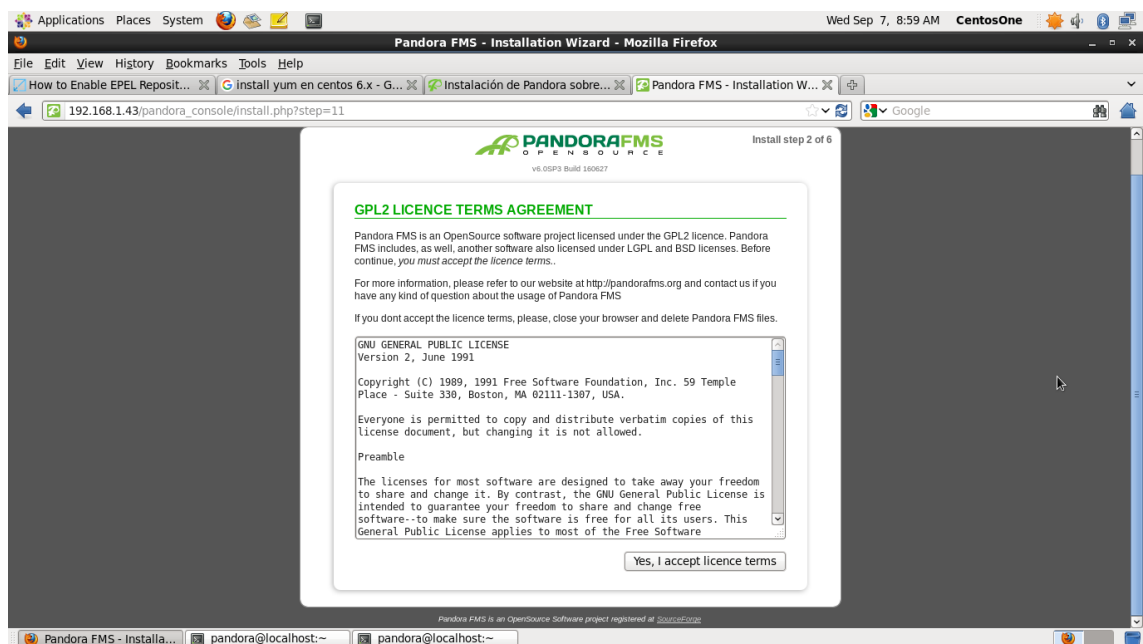 Applications Places System Wed Sep 7, 8:59 AM CentosOne
Pandora FMS - Installation Wizard - Mozilla Firefox
File Edit View History Bookmarks Tools Help
How to Enable EPEL Reposit... install yum en centos 6.x - G... Instalación de Pandora sobre... Pandora FMS - Installation W...
192.168.1.43/pandora_console/install.php?step=11 Google
PANDORAFMS Install step 2 of 6
OPENSOURCE
v6.0SP3 Build 160627
GPL2 LICENCE TERMS AGREEMENT
Pandora FMS is an OpenSource software project licensed under the GPL2 licence. Pandora
FMS includes, as well, another software also licensed under LGPL and BSD licenses. Before
continue, you must accept the licence terms..
For more information, please refer to our website at http://pandorafms.org and contact us if you
have any kind of question about the usage of Pandora FMS
If you dont accept the licence terms, please, close your browser and delete Pandora FMS files.
GNU GENERAL PUBLIC LICENSE
Version 2, June 1991
Copyright (C) 1989, 1991 Free Software Foundation, Inc. 59 Temple
Place - Suite 330, Boston, MA 02111-1307, USA.
Everyone is permitted to copy and distribute verbatim copies of this
license document, but changing it is not allowed.
Preamble
The licenses for most software are designed to take away your freedom
to share and change it. By contrast, the GNU General Public License is
intended to guarantee your freedom to share and change free
software--to make sure the software is free for all its users. This
General Public License applies to most of the Free Software
Yes, I accept licence terms
Pandora FMS is an OpenSource Software project registered at SourceForge
Pandora FMS - Installa... pandora@localhost:~ pandora@localhost:~